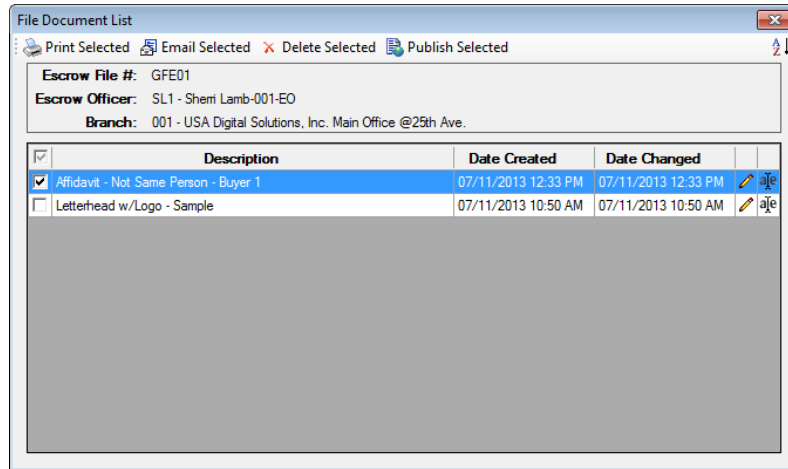 File Document List
Print Selected Email Selected Delete Selected Publish Selected
Escrow File #: GFE01
Escrow Officer: SL1 - Sherri Lamb-001-EO
Branch: 001 - USA Digital Solutions, Inc. Main Office @25th Ave.
Description Date Created Date Changed
Affidavit - Not Same Person - Buyer 1 07/11/2013 12:33 PM 07/11/2013 12:33 PM
Letterhead w/Logo - Sample 07/11/2013 10:50 AM 07/11/2013 10:50 AM